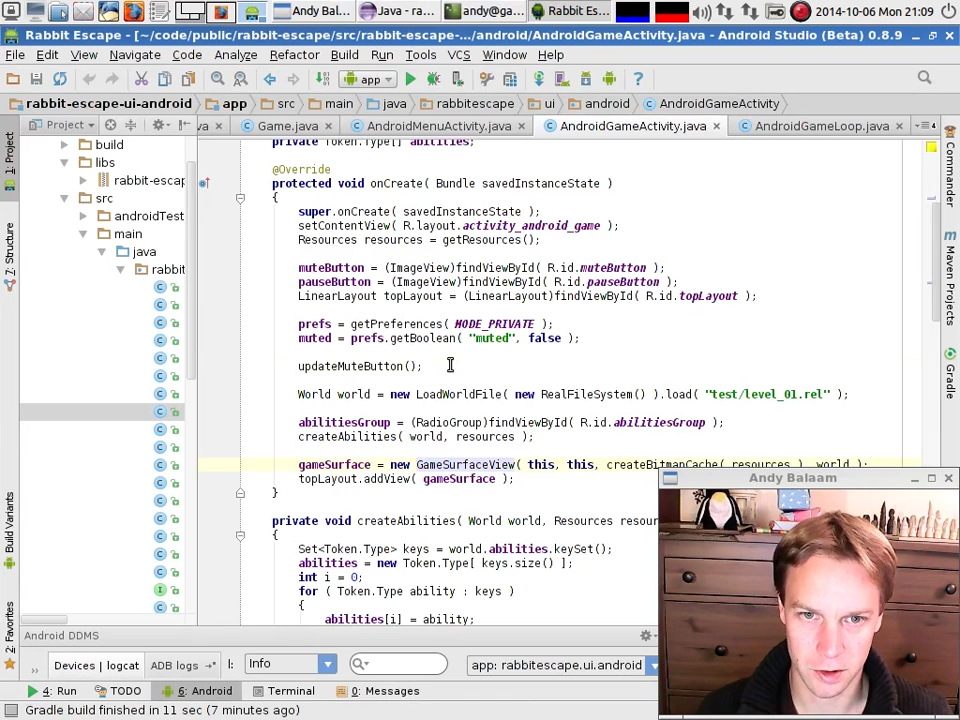 Andy Bal...
Java - ra...
andy@ga...
Rabbit Es...
2014-10-06 Mon 21:09
Rabbit Escape - [~/code/public/rabbit-escape/src/rabbit-escape-.../android/AndroidGameActivity.java - Android Studio (Beta) 0.8.9
File Edit View Navigate Code Analyze Refactor Build Run Tools VCS Window Help
app
rabbit-escape-ui-android app src main java rabbitescape ui android AndroidGameActivity
Project
va Game.java AndroidMenuActivity.java AndroidGameActivity.java AndroidGameLoop.java 4
1: Project
7: Structure
Build Variants
2: Favorites
build
libs
rabbit-escap
src
androidTest
main
java
rabbit
private Token.Type[] abilities;
@Override
protected void onCreate( Bundle savedInstanceState )
{
super.onCreate( savedInstanceState );
setContentView( R.layout.activity_android_game );
Resources resources = getResources();
muteButton = (ImageView)findViewById( R.id.muteButton );
pauseButton = (ImageView)findViewById( R.id.pauseButton );
LinearLayout topLayout = (LinearLayout)findViewById( R.id.topLayout );
prefs = getPreferences( MODE_PRIVATE );
muted = prefs.getBoolean( "muted", false );
updateMuteButton();
World world = new LoadWorldFile( new RealFileSystem() ).load( "test/level_01.rel" );
abilitiesGroup = (RadioGroup)findViewById( R.id.abilitiesGroup );
createAbilities( world, resources );
gameSurface = new GameSurfaceView( this, this, createBitmapCache( resources ), world );
topLayout.addView( gameSurface );
}
private void createAbilities( World world, Resources resour
{
Set<Token.Type> keys = world.abilities.keySet();
abilities = new Token.Type[ keys.size() ];
int i = 0;
for ( Token.Type ability : keys )
{
abilities[i] = ability;
Commander
Maven Projects
Gradle
Andy Balaam
Android DDMS
Devices | logcat ADB logs l: Info app: rabbitescape.ui.android
4: Run TODO 6: Android Terminal 0: Messages
Gradle build finished in 11 sec (7 minutes ago)